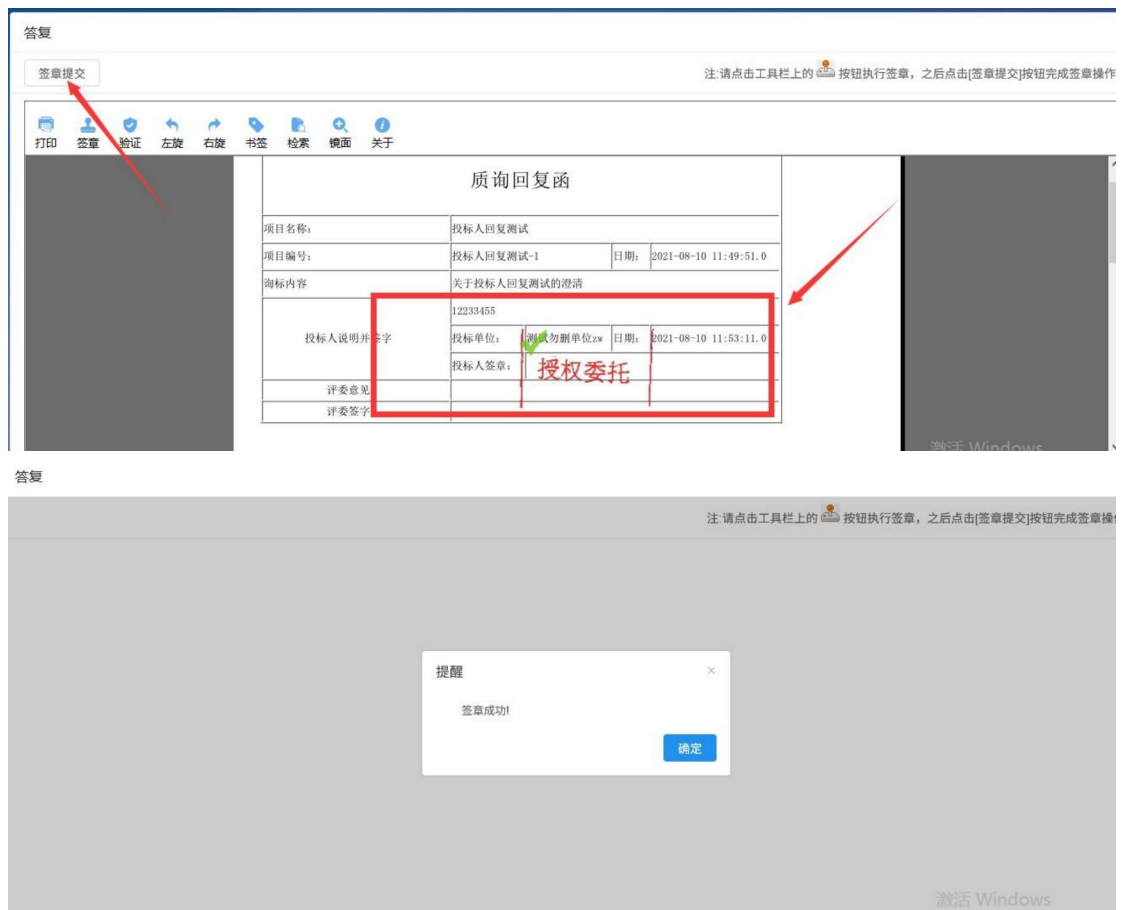 答复
签章提交
注:请点击工具栏上的 按钮执行签章，之后点击[签章提交]按钮完成签章操作
打印 签章 验证 左旋 右旋 书签 检索 镜面 关于
质询回复函
项目名称： 投标人回复测试
项目编号： 投标人回复测试-1 日期： 2021-08-10 11:49:51.0
询标内容 关于投标人回复测试的澄清
12233455
投标人说明并签字 投标单位： 测试勿删单位zw 日期： 2021-08-10 11:53:11.0
投标人签章：
授权委托
评委意见
评委签字
激活 Windows
答复
注:请点击工具栏上的 按钮执行签章，之后点击[签章提交]按钮完成签章操
提醒
签章成功!
确定
激活 Windows